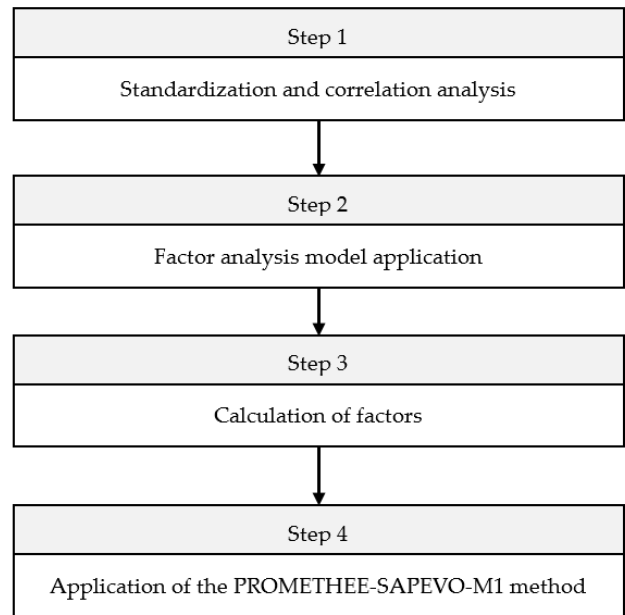 Step 1
Standardization and correlation analysis
Step 2
Factor analysis model application
Step 3
Calculation of factors
Step 4
Application of the PROMETHEE-SAPEVO-M1 method